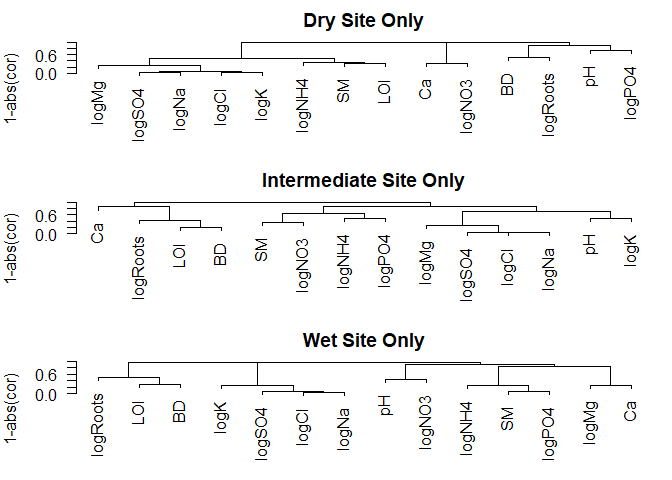 Dry Site Only
1-abs(cor)
0.6
0.0
logMg
logSO4
logNa
logCl
logK
logNH4
SM
LOI
Ca
logNO3
BD
logRoots
pH
logPO4
Intermediate Site Only
1-abs(cor)
0.6
0.0
Ca
logRoots
LOI
BD
SM
logNO3
logNH4
logPO4
logMg
logSO4
logCl
logNa
pH
logK
Wet Site Only
1-abs(cor)
0.6
0.0
logRoots
LOI
BD
logK
logSO4
logCl
logNa
pH
logNO3
logNH4
SM
logPO4
logMg
Ca